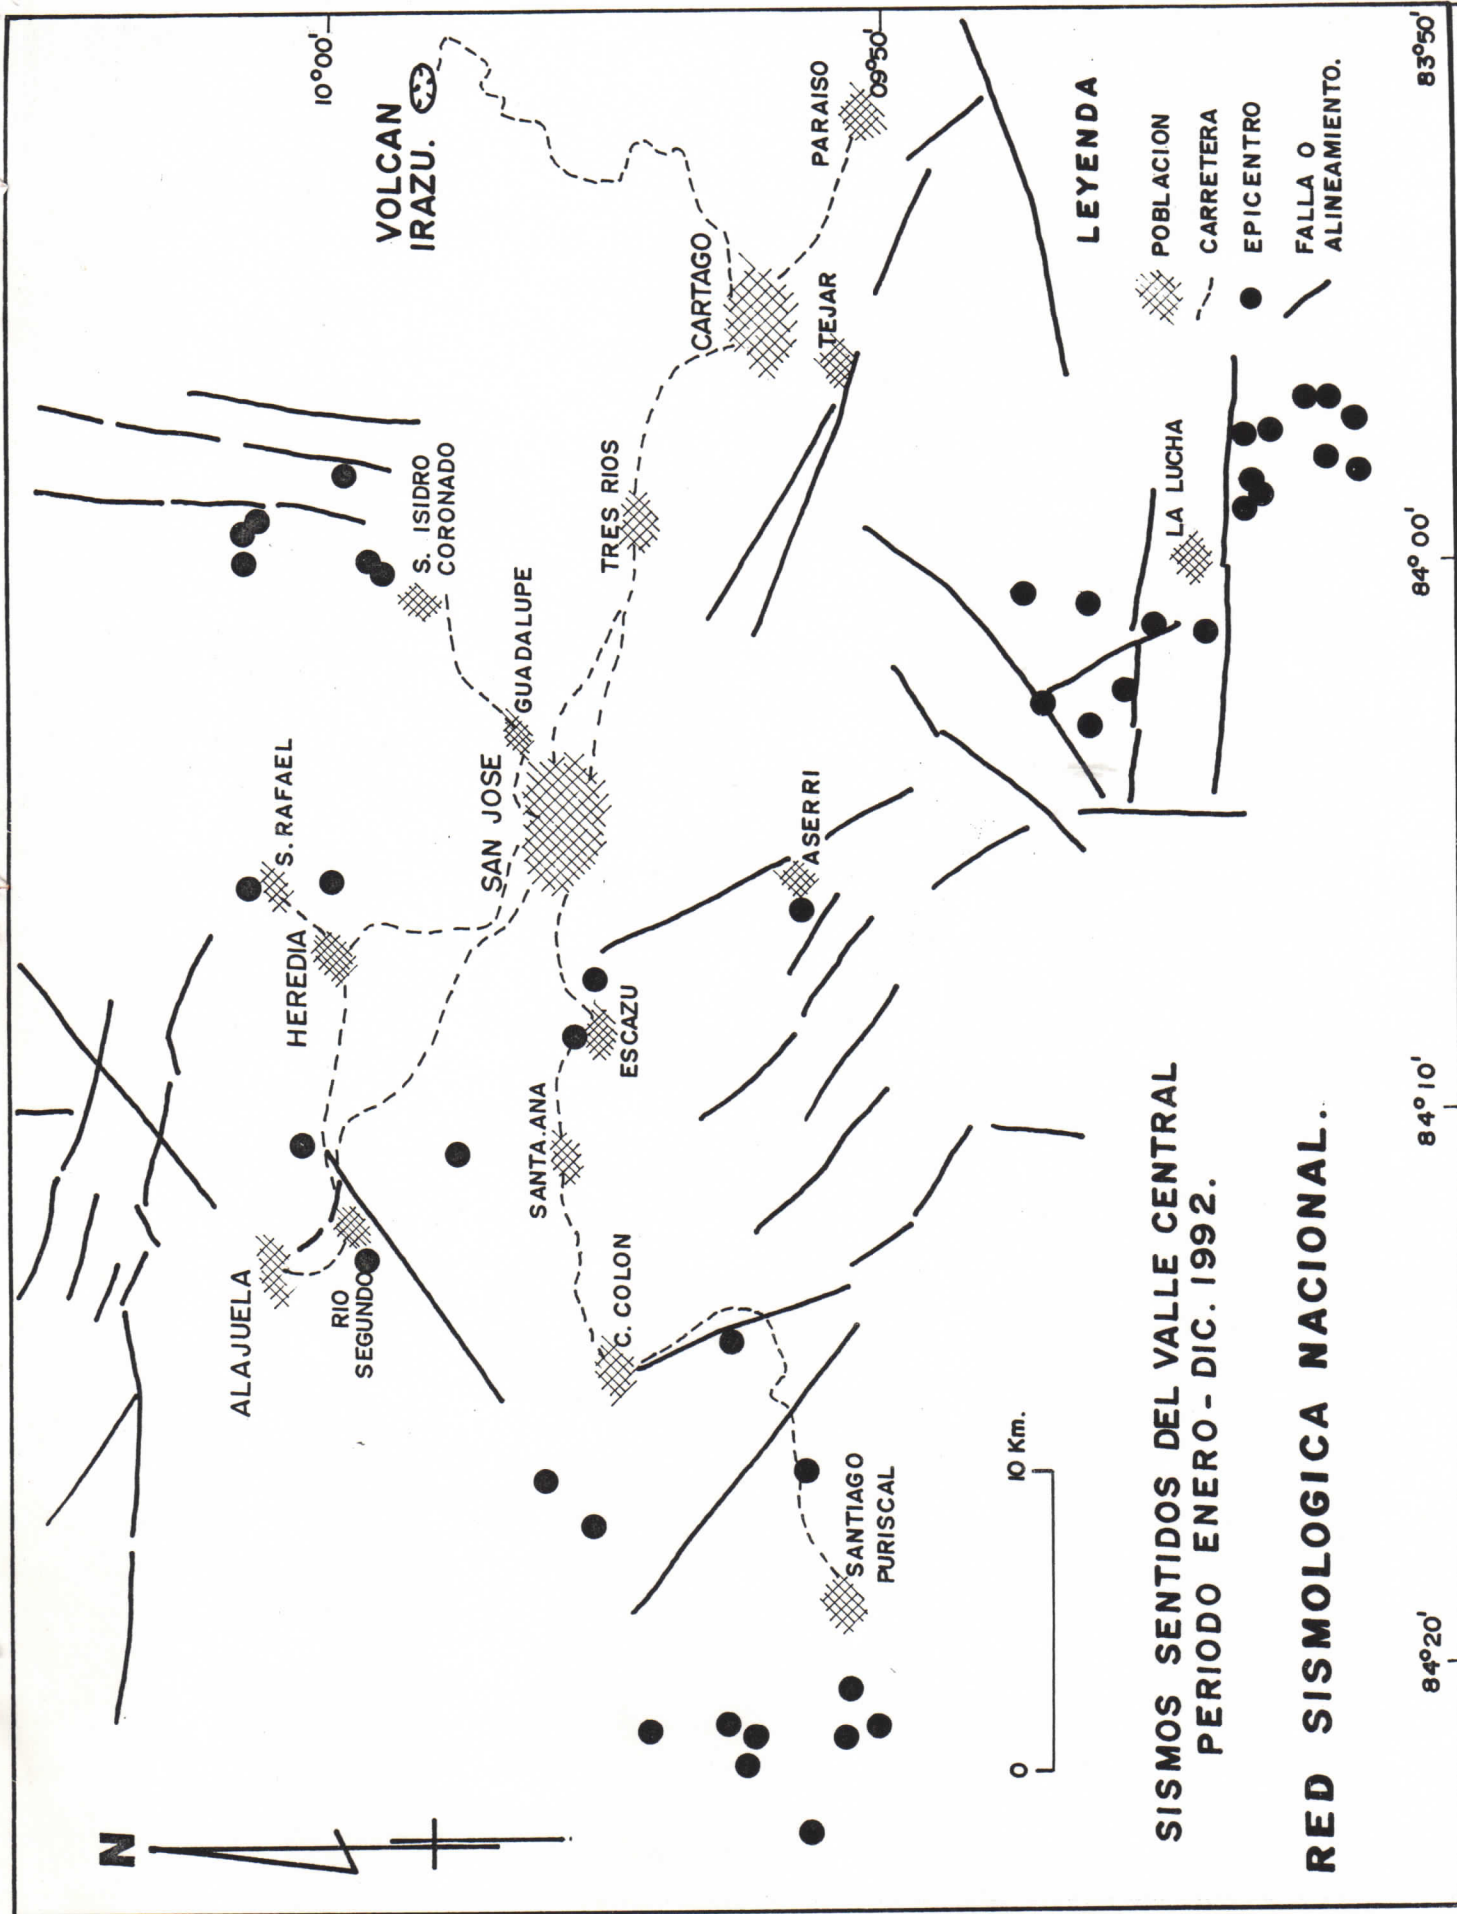 N
10°00'
VOLCAN
IRAZU.
S. RAFAEL
HEREDIA
ALAJUELA
RIO
SEGUNDO
S. ISIDRO
CORONADO
GUADALUPE
SAN JOSE
TRES RIOS
CARTAGO
PARAISO
09°50'
TEJAR
SANTA.ANA
ESCAZU
C. COLON
ASERRI
SANTIAGO
PURISCAL
LA LUCHA
LEYENDA
POBLACION
CARRETERA
EPICENTRO
FALLA O
ALINEAMIENTO.
0 10 Km.
SISMOS SENTIDOS DEL VALLE CENTRAL
PERIODO ENERO-DIC. 1992.
RED SISMOLOGICA NACIONAL.
84°20' 84°10' 84°00' 83°50'